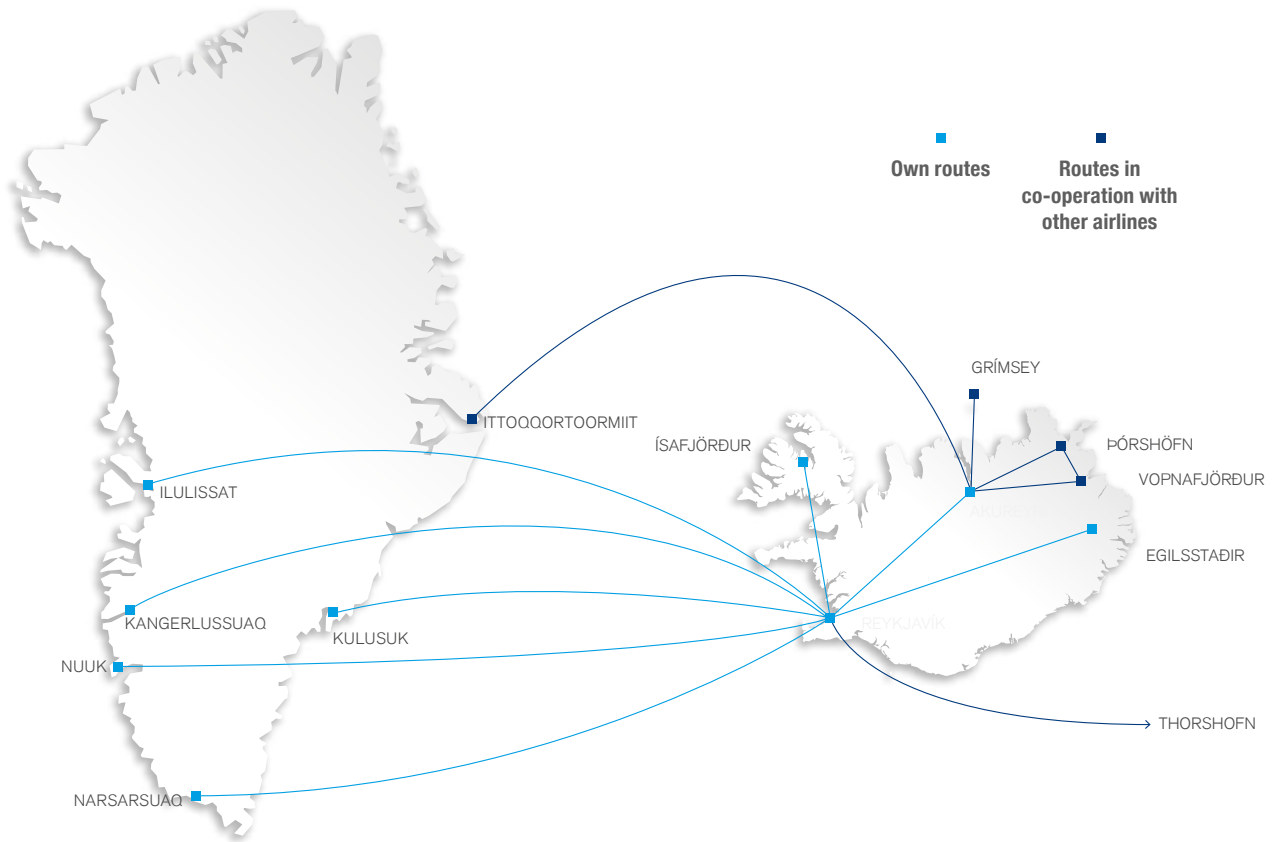 Own routes
Routes in
co-operation with
other airlines
GRÍMSEY
ITTOQQORTOORMIIT
ÍSAFJÖRÐUR
ÞÓRSHÖFN
VOPNAFJÖRÐUR
ILULISSAT
EGILSSTAÐIR
KANGERLUSSUAQ
KULUSUK
REYKJAVÍK
NUUK
THORSHOFN
NARSARSUAQ